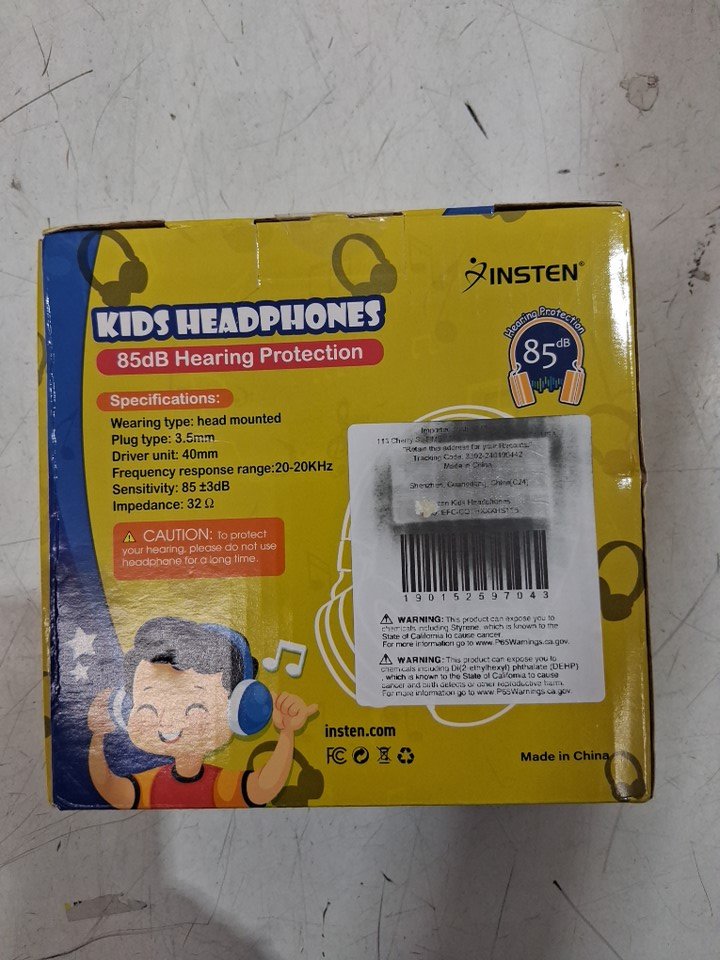 INSTEN®
KIDS HEADPHONES
85dB Hearing Protection
Hearing Protection
85dB
Specifications:
Wearing type: head mounted
Plug type: 3.5mm
Driver unit: 40mm
Frequency response range:20-20KHz
Sensitivity: 85 ±3dB
Impedance: 32 Ω
CAUTION: To protect
your hearing, please do not use
headphone for a long time.
113 Cherry
"Retain this address for your Records."
Tracking Code:
Made in China
Shenzhen, Guangdong, China
Kids Headphones
190152597043
WARNING: This product can expose you to
chemicals including Styrene, which is known to the
State of California to cause cancer.
For more information go to www.P65Warnings.ca.gov.
WARNING: This product can expose you to
chemicals including Di(2-ethylhexyl) phthalate (DEHP)
, which is known to the State of California to cause
cancer and birth defects or other reproductive harm.
For more information go to www.P65Warnings.ca.gov.
insten.com
FC
Made in China